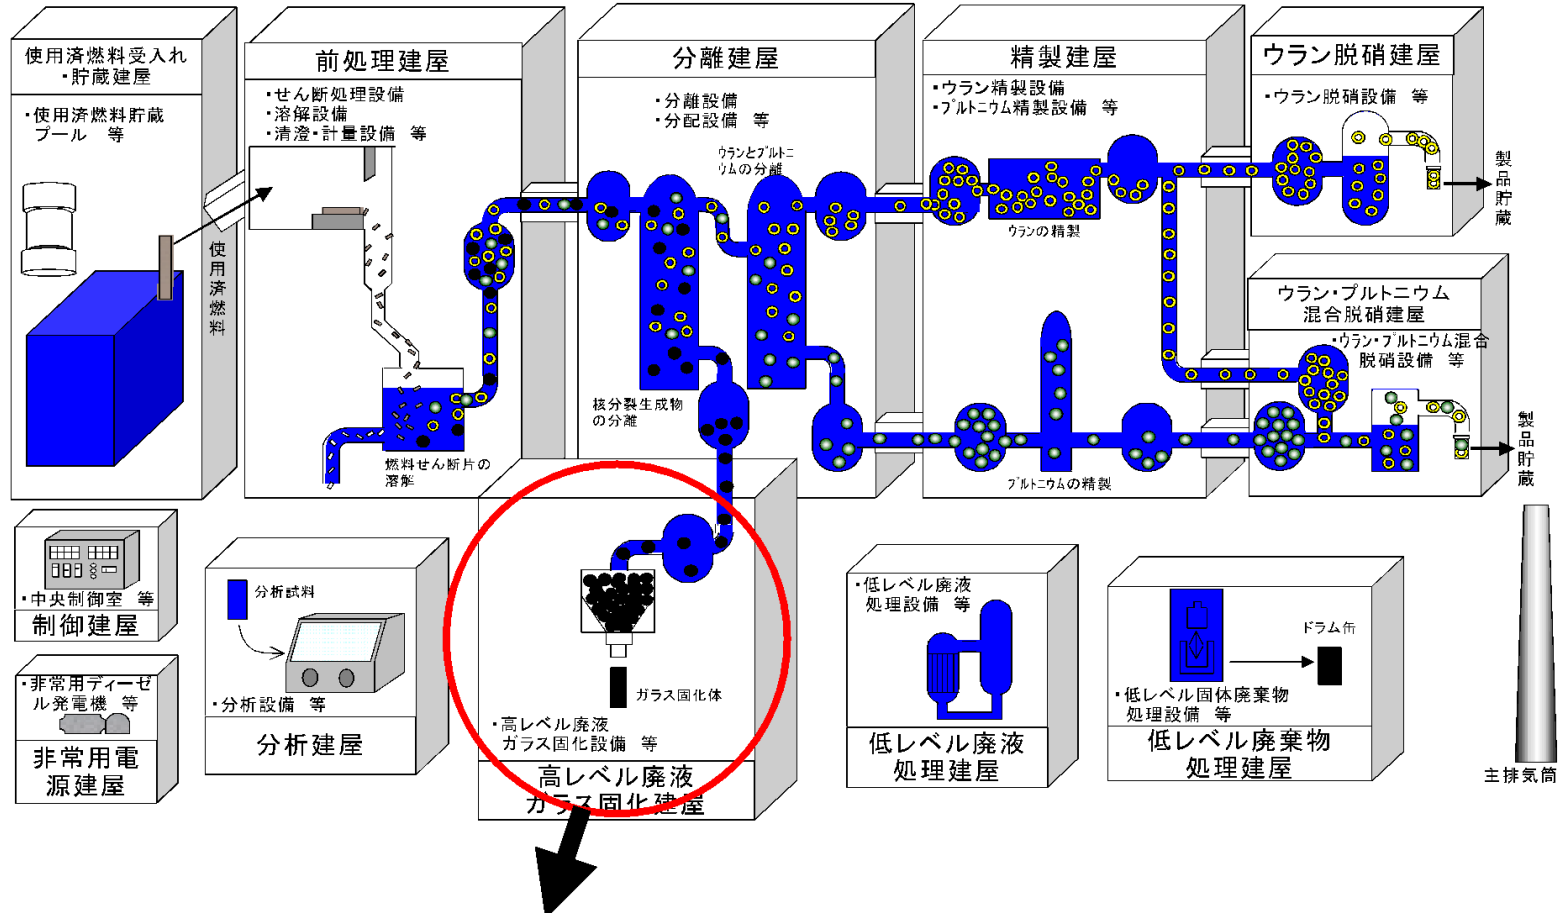 使用済燃料受入れ
・貯蔵建屋
・使用済燃料貯蔵
プール 等
使用済燃料
前処理建屋
・せん断処理設備
・溶解設備
・清澄・計量設備 等
燃料せん断片の
溶解
分離建屋
・分離設備
・分配設備 等
ウランとプルトニ
ウムの分離
核分裂生成物
の分離
精製建屋
・ウラン精製設備
・プルトニウム精製設備 等
ウランの精製
プルトニウムの精製
ウラン脱硝建屋
・ウラン脱硝設備 等
製品貯蔵
ウラン・プルトニウム
混合脱硝建屋
・ウラン・プルトニウム混合
脱硝設備 等
製品貯蔵
・中央制御室 等
制御建屋
・非常用ディーゼ
ル発電機 等
非常用電
源建屋
分析試料
・分析設備 等
分析建屋
ガラス固化体
・高レベル廃液
ガラス固化設備 等
高レベル廃液
ガラス固化建屋
・低レベル廃液
処理設備 等
低レベル廃液
処理建屋
ドラム缶
・低レベル固体廃棄物
処理設備 等
低レベル廃棄物
処理建屋
主排気筒